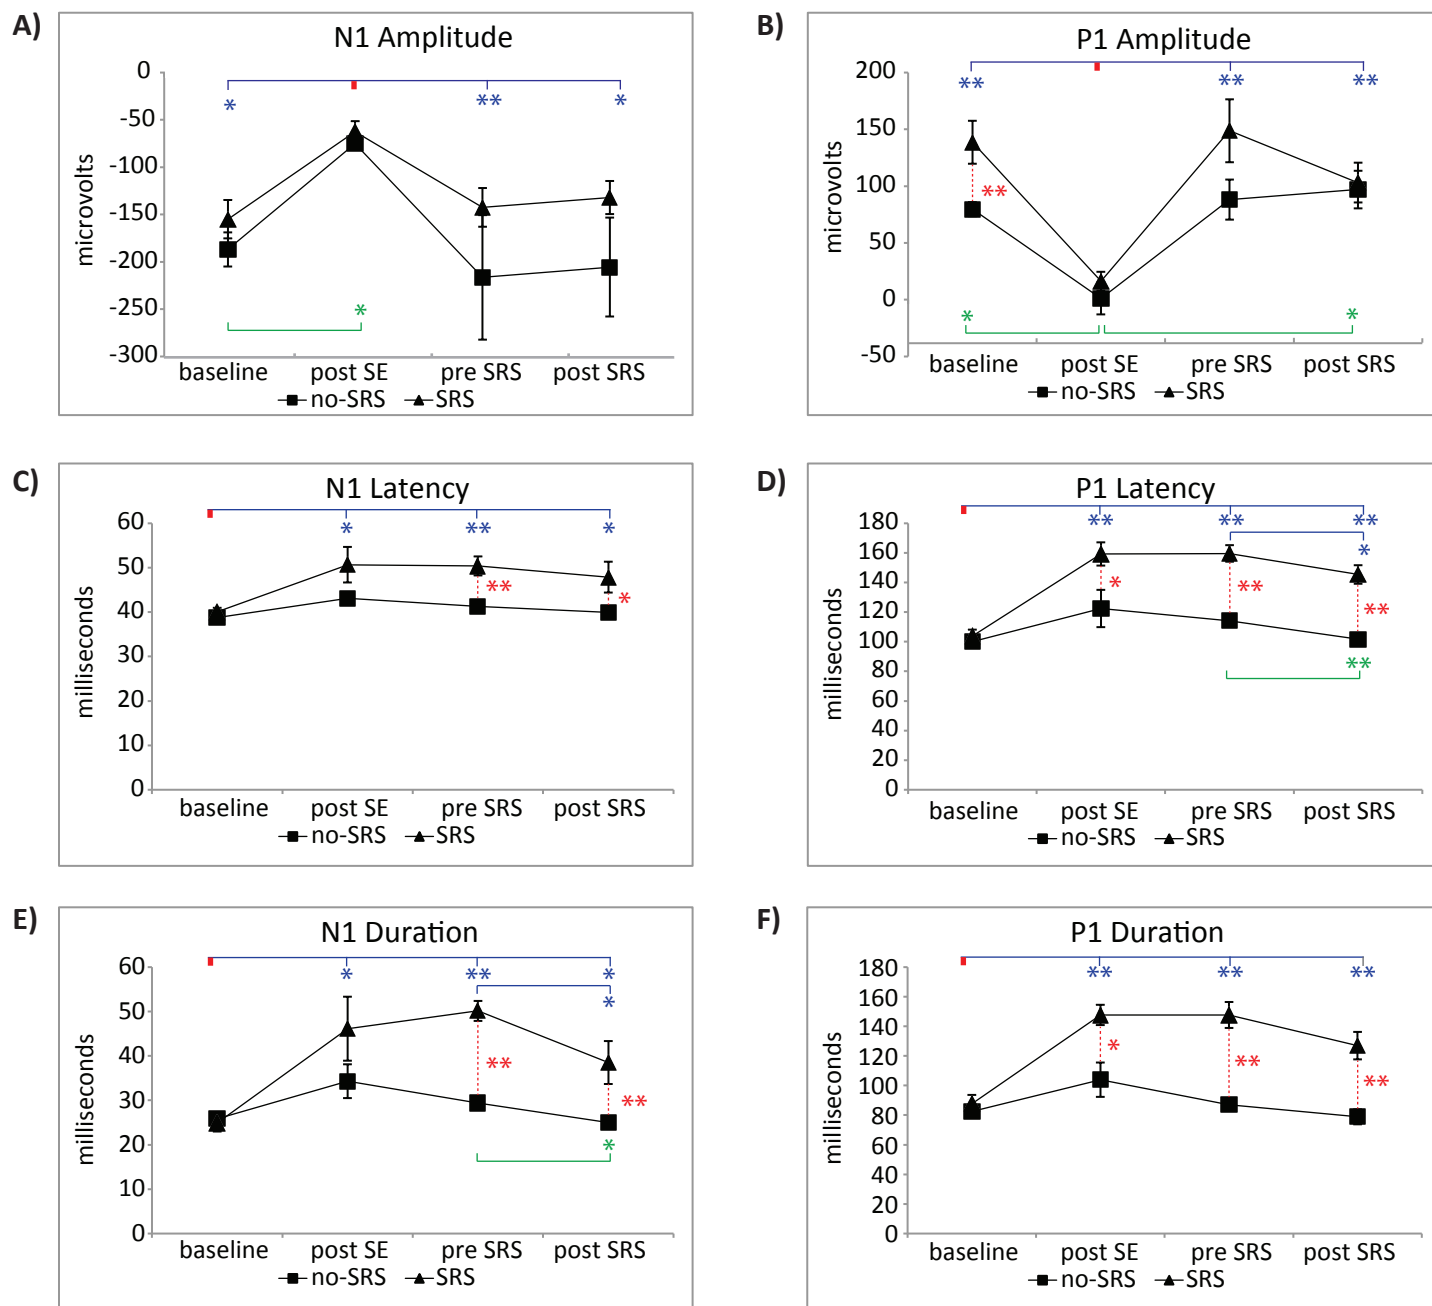 A)
N1 Amplitude
0
-50
-100
-150
-200
-250
-300
microvolts
* ** *
*
baseline post SE pre SRS post SRS
no-SRS SRS
B)
P1 Amplitude
200
150
100
50
0
-50
microvolts
** ** **
**
* *
baseline post SE pre SRS post SRS
no-SRS SRS
C)
N1 Latency
60
50
40
30
20
10
0
milliseconds
* ** *
** *
baseline post SE pre SRS post SRS
no-SRS SRS
D)
P1 Latency
180
160
140
120
100
80
60
40
20
0
milliseconds
** ** **
*
* ** **
**
baseline post SE pre SRS post SRS
no-SRS SRS
E)
N1 Duration
60
50
40
30
20
10
0
milliseconds
* ** *
*
** **
*
baseline post SE pre SRS post SRS
no-SRS SRS
F)
P1 Duration
180
160
140
120
100
80
60
40
20
0
milliseconds
** ** **
* ** **
baseline post SE pre SRS post SRS
no-SRS SRS